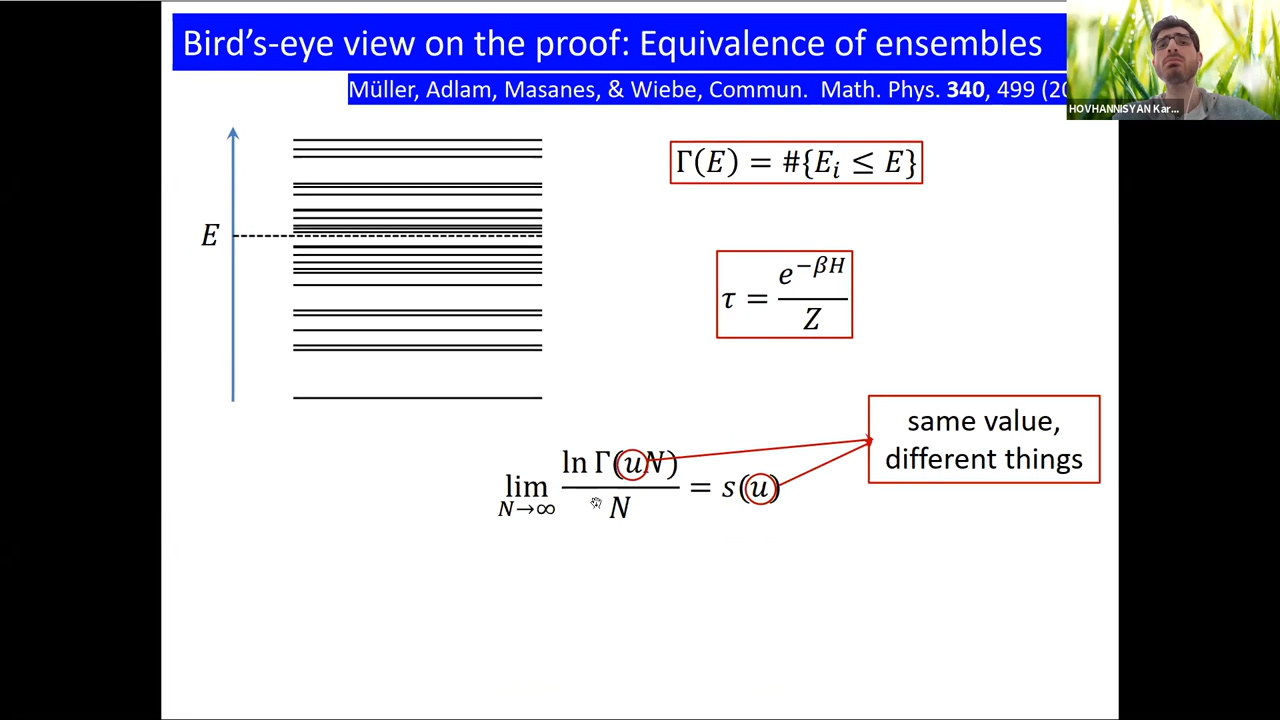 Bird's-eye view on the proof: Equivalence of ensembles
Müller, Adlam, Masanes, & Wiebe, Commun. Math. Phys. 340, 499 (20
HOVHANNISYAN Kar...
Γ(E) = #{E_i ≤ E}
E
τ = e^{-βH} / Z
same value,
different things
lim_{N→∞} ln Γ(uN) / N = s(u)